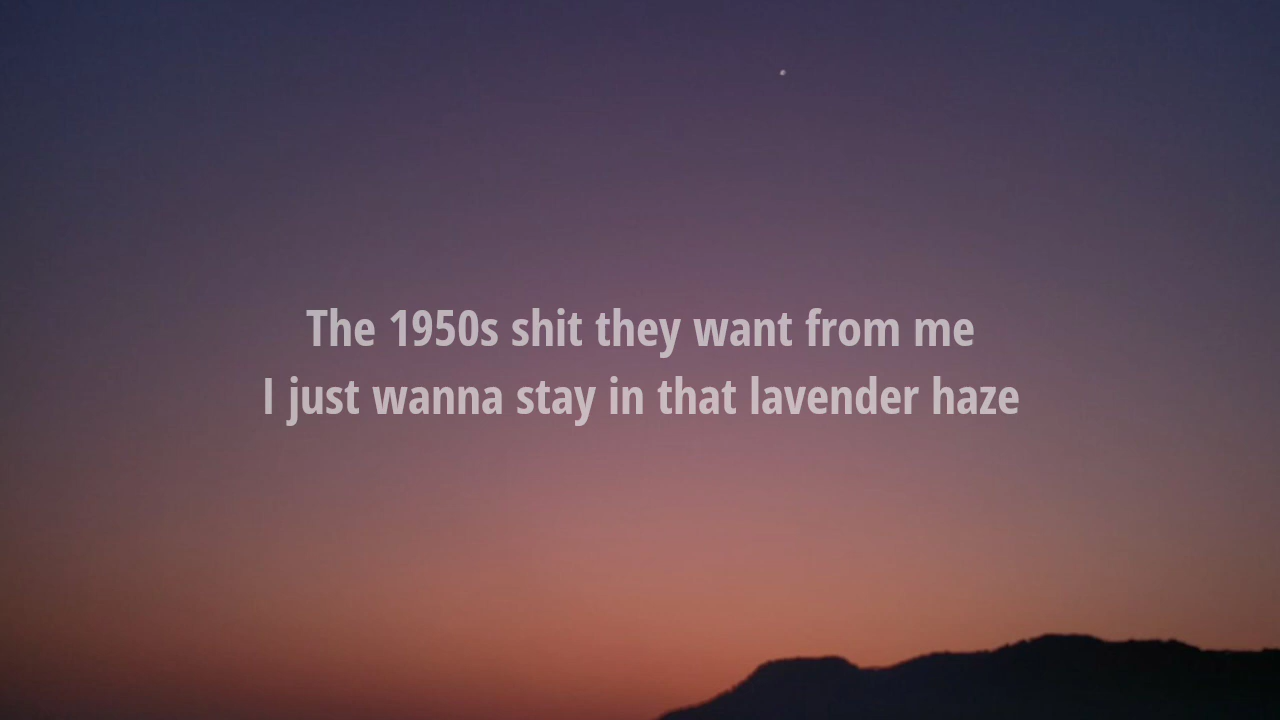 The 1950s shit they want from me
I just wanna stay in that lavender haze